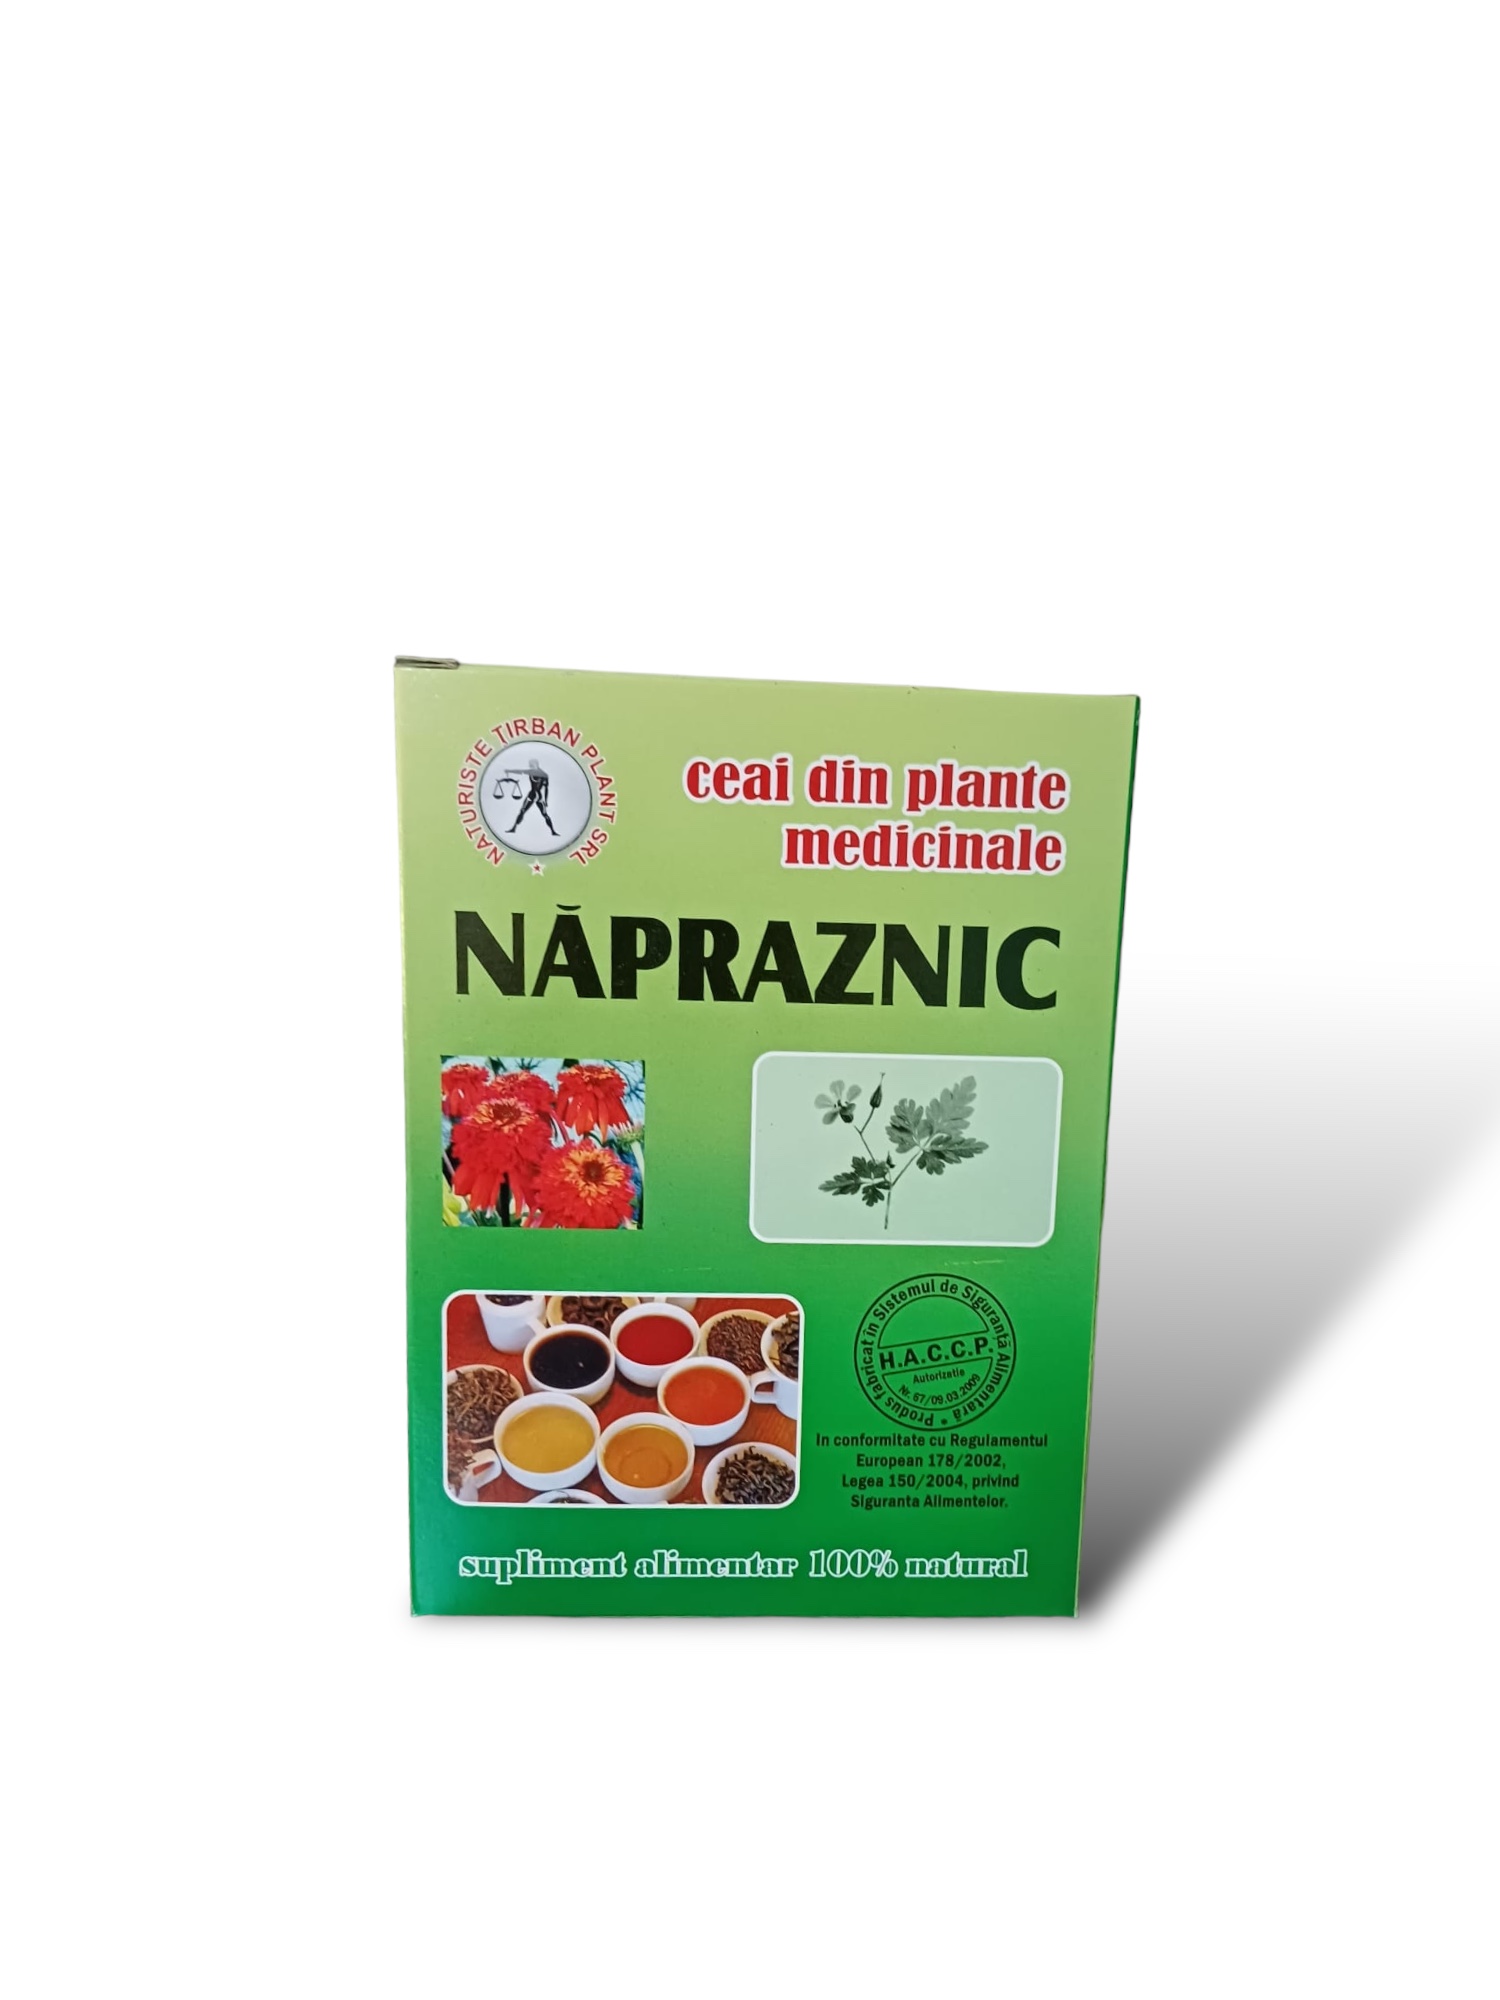 NATURISTE ȚIRBAN PLANT SRL
ceai din plante
medicinale
NĂPRAZNIC
Produs fabricat în Sistemul de Siguranță Alimentară
H.A.C.C.P.
Autorizatie
Nr. 67/09.03.2009
In conformitate cu Regulamentul
European 178/2002,
Legea 150/2004, privind
Siguranta Alimentelor.
supliment alimentar 100% natural